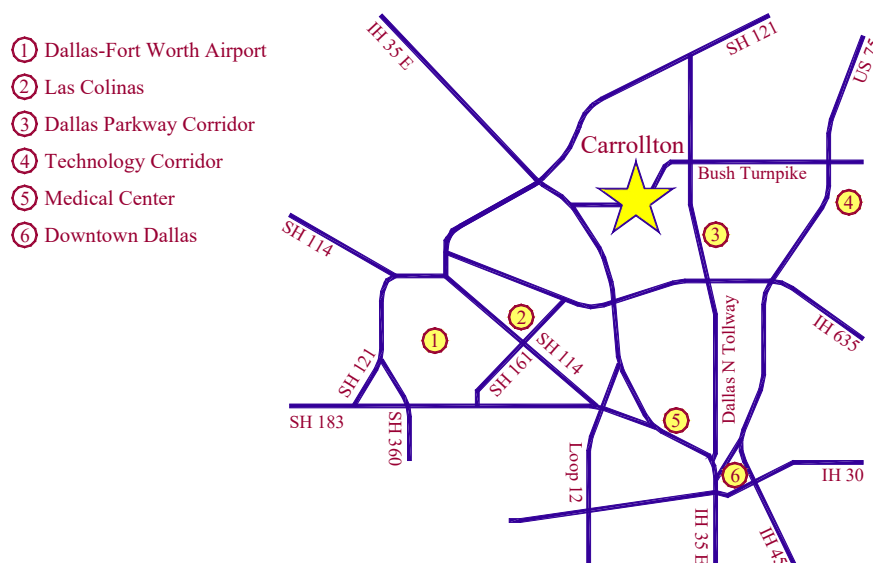 1 Dallas-Fort Worth Airport
2 Las Colinas
3 Dallas Parkway Corridor
4 Technology Corridor
5 Medical Center
6 Downtown Dallas
IH 35 E
SH 121
US 75
Carrollton
Bush Turnpike
4
3
SH 114
2
1
IH 635
Dallas N Tollway
SH 114
SH 161
SH 121
SH 183
SH 360
5
Loop 12
6
IH 30
IH 35 E
IH 45